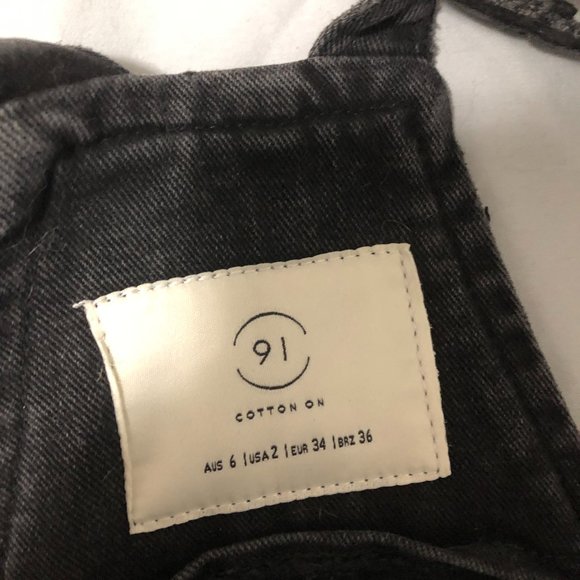 91
COTTON ON
AUS 6 | USA 2 | EUR 34 | BRZ 36